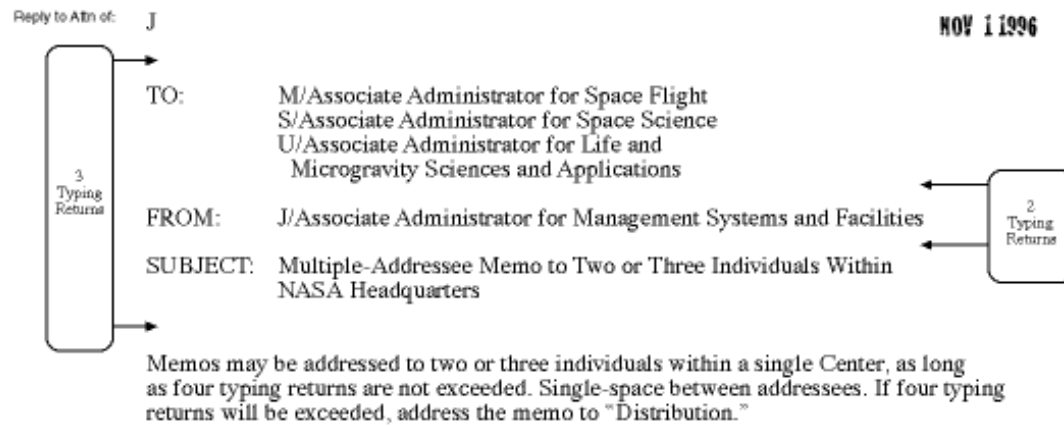 Reply to Attn of: J
NOV 1 1996
TO: M/Associate Administrator for Space Flight
S/Associate Administrator for Space Science
U/Associate Administrator for Life and
Microgravity Sciences and Applications
3
Typing
Returns
FROM: J/Associate Administrator for Management Systems and Facilities
2
Typing
Returns
SUBJECT: Multiple-Addressee Memo to Two or Three Individuals Within
NASA Headquarters
Memos may be addressed to two or three individuals within a single Center, as long
as four typing returns are not exceeded. Single-space between addressees. If four typing
returns will be exceeded, address the memo to “Distribution.”